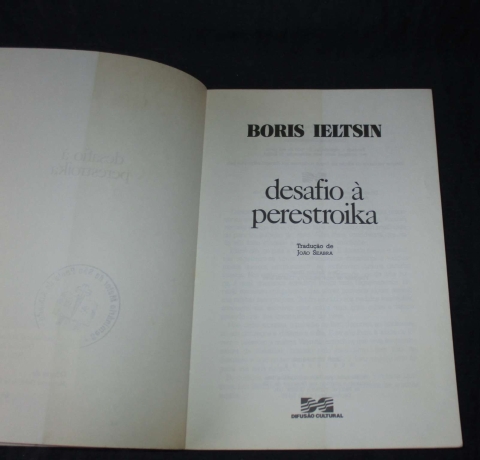 BORIS IELTSIN
desafio à
perestroika
Tradução de
JOÃO SEABRA
DIFUSÃO CULTURAL